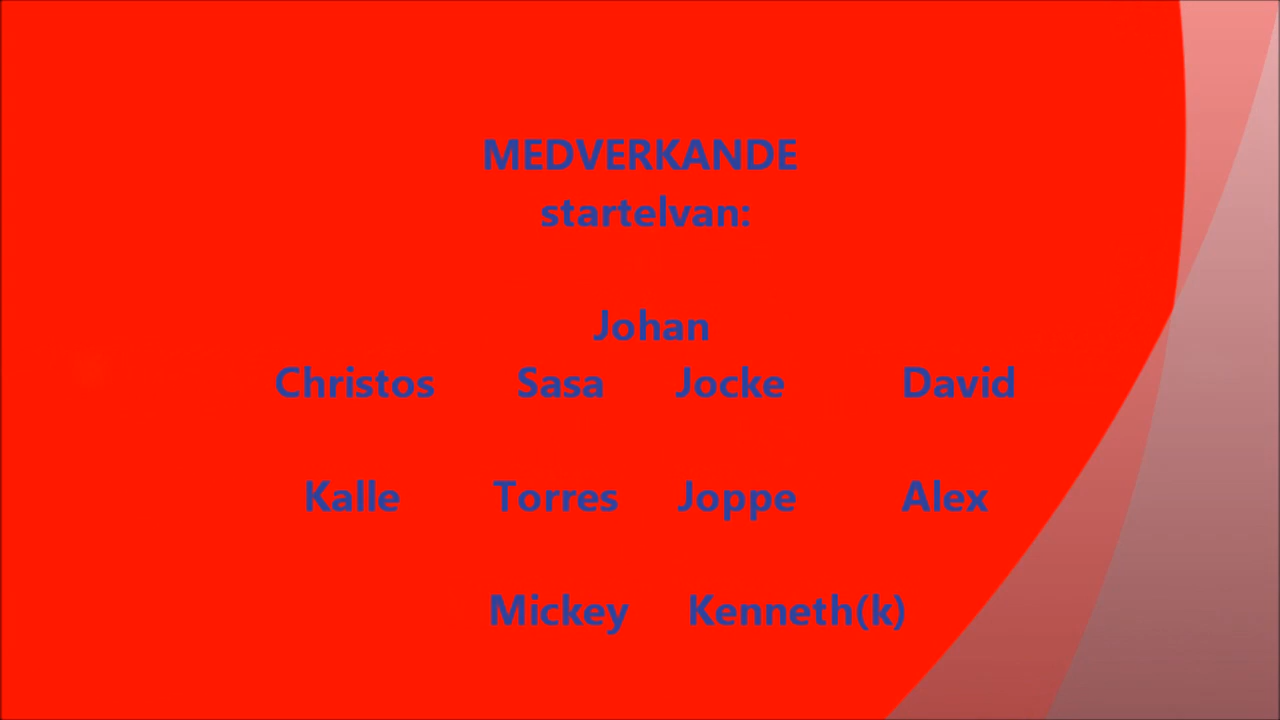 MEDVERKANDE
startelvan:
Johan
Christos Sasa Jocke David
Kalle Torres Joppe Alex
Mickey Kenneth(k)